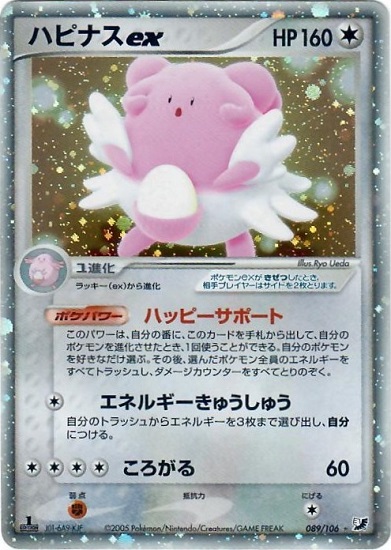 ハピナスex HP160
Illus.Ryo Ueda
1進化
ラッキー(ex)から進化
ポケモンexがきぜつしたとき、
相手プレイヤーはサイドを2枚とります。
ポケパワー ハッピーサポート
このパワーは、自分の番に、このカードを手札から出して、自分の
ポケモンを進化させたとき、1回使うことができる。自分のポケモン
を好きなだけ選ぶ。その後、選んだポケモン全員のエネルギーを
すべてトラッシュし、ダメージカウンターをすべてとりのぞく。
エネルギーきゅうしゅう
自分のトラッシュからエネルギーを3枚まで選び出し、自分
につける。
ころがる 60
弱点 抵抗力 にげる
1 EDITION J01-6A9-KJF ©2005 Pokémon/Nintendo/Creatures/GAME FREAK 089/106